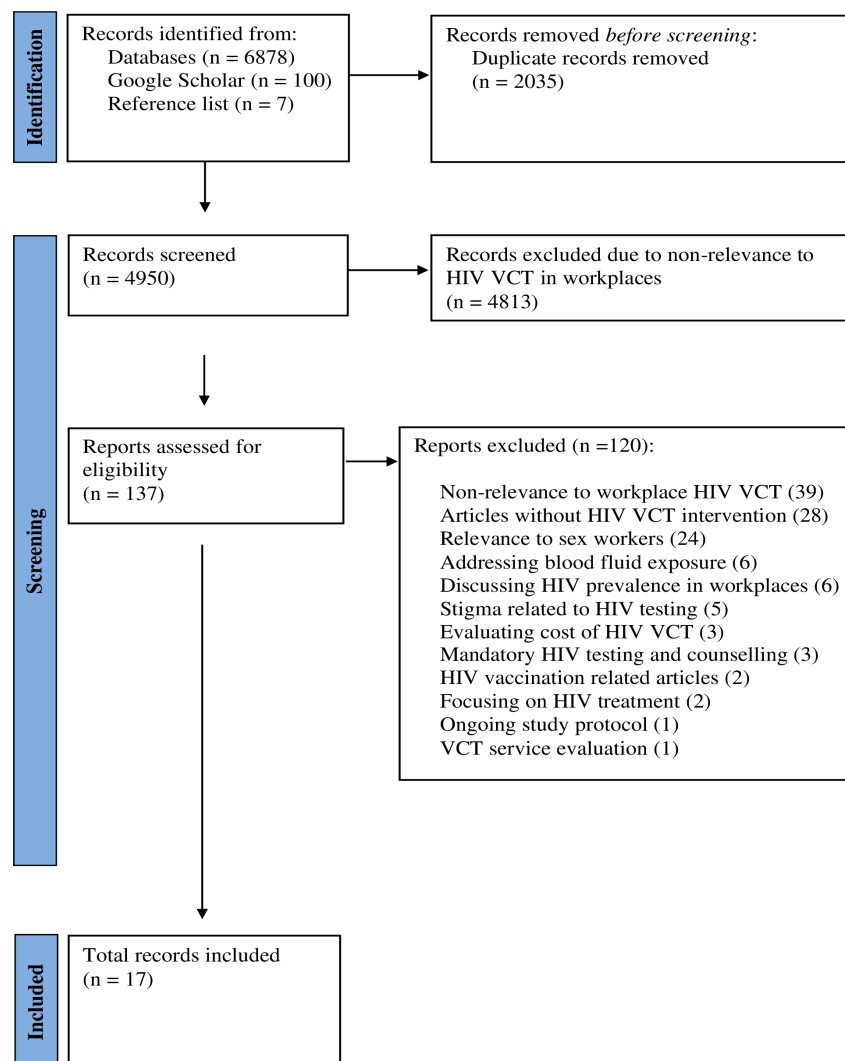 Identification
Records identified from:
Databases (n = 6878)
Google Scholar (n = 100)
Reference list (n = 7)
Records removed before screening:
Duplicate records removed
(n = 2035)
Screening
Records screened
(n = 4950)
Records excluded due to non-relevance to
HIV VCT in workplaces
(n = 4813)
Reports assessed for
eligibility
(n = 137)
Reports excluded (n =120):
Non-relevance to workplace HIV VCT (39)
Articles without HIV VCT intervention (28)
Relevance to sex workers (24)
Addressing blood fluid exposure (6)
Discussing HIV prevalence in workplaces (6)
Stigma related to HIV testing (5)
Evaluating cost of HIV VCT (3)
Mandatory HIV testing and counselling (3)
HIV vaccination related articles (2)
Focusing on HIV treatment (2)
Ongoing study protocol (1)
VCT service evaluation (1)
Included
Total records included
(n = 17)